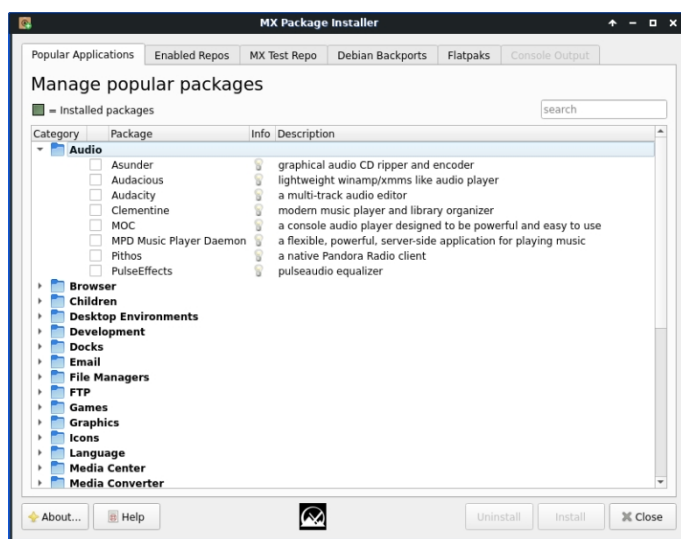 MX Package Installer
Popular Applications Enabled Repos MX Test Repo Debian Backports Flatpaks Console Output
Manage popular packages
= Installed packages
search
Category Package Info Description
Audio
Asunder graphical audio CD ripper and encoder
Audacious lightweight winamp/xmms like audio player
Audacity a multi-track audio editor
Clementine modern music player and library organizer
MOC a console audio player designed to be powerful and easy to use
MPD Music Player Daemon a flexible, powerful, server-side application for playing music
Pithos a native Pandora Radio client
PulseEffects pulseaudio equalizer
Browser
Children
Desktop Environments
Development
Docks
Email
File Managers
FTP
Games
Graphics
Icons
Language
Media Center
Media Converter
About... Help Uninstall Install Close